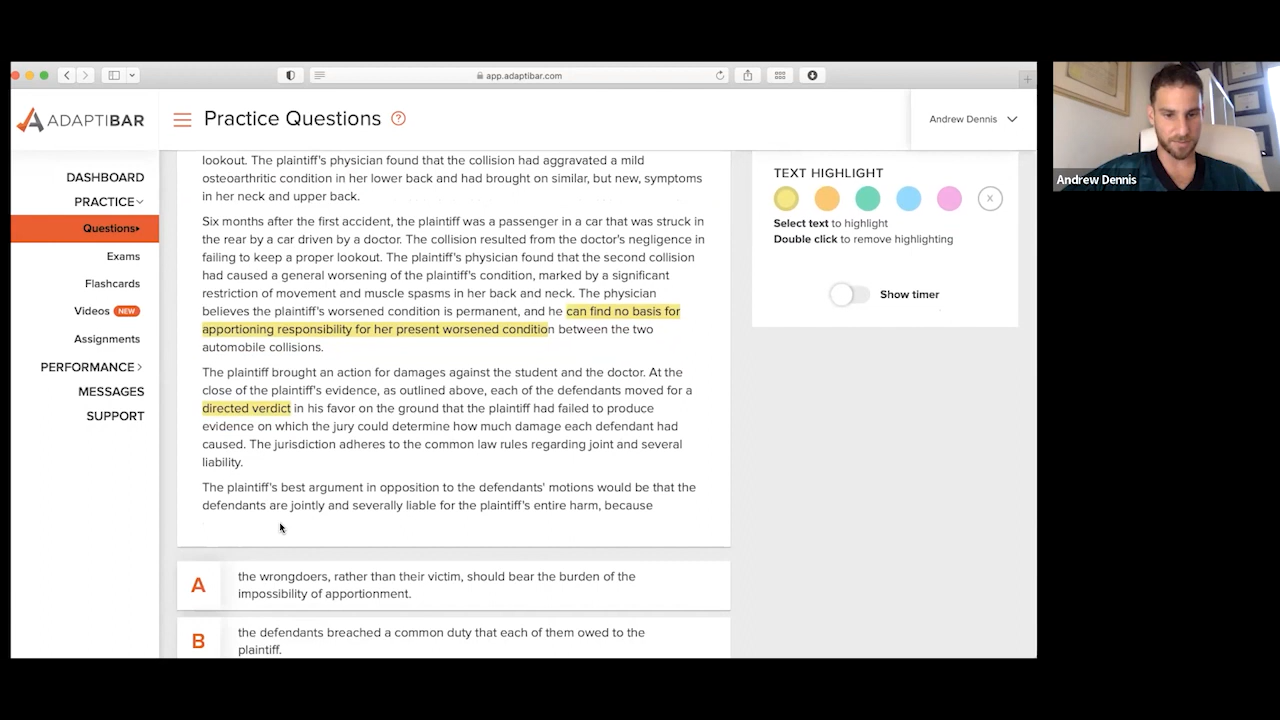 app.adaptibar.com
ADAPTIBAR
Practice Questions ?
Andrew Dennis
DASHBOARD
PRACTICE
Questions
Exams
Flashcards
Videos NEW
Assignments
PERFORMANCE
MESSAGES
SUPPORT
lookout. The plaintiff's physician found that the collision had aggravated a mild
osteoarthritic condition in her lower back and had brought on similar, but new, symptoms
in her neck and upper back.
Six months after the first accident, the plaintiff was a passenger in a car that was struck in
the rear by a car driven by a doctor. The collision resulted from the doctor's negligence in
failing to keep a proper lookout. The plaintiff's physician found that the second collision
had caused a general worsening of the plaintiff's condition, marked by a significant
restriction of movement and muscle spasms in her back and neck. The physician
believes the plaintiff's worsened condition is permanent, and he can find no basis for
apportioning responsibility for her present worsened condition between the two
automobile collisions.
The plaintiff brought an action for damages against the student and the doctor. At the
close of the plaintiff's evidence, as outlined above, each of the defendants moved for a
directed verdict in his favor on the ground that the plaintiff had failed to produce
evidence on which the jury could determine how much damage each defendant had
caused. The jurisdiction adheres to the common law rules regarding joint and several
liability.
The plaintiff's best argument in opposition to the defendants' motions would be that the
defendants are jointly and severally liable for the plaintiff's entire harm, because
A
the wrongdoers, rather than their victim, should bear the burden of the
impossibility of apportionment.
B
the defendants breached a common duty that each of them owed to the
plaintiff.
TEXT HIGHLIGHT
Select text to highlight
Double click to remove highlighting
Show timer
Andrew Dennis